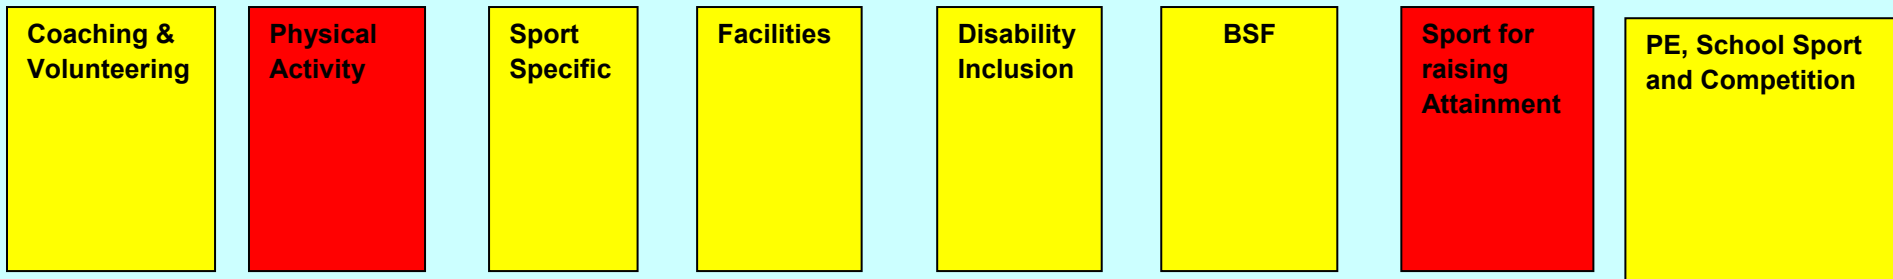 Coaching &
Volunteering
Physical
Activity
Sport
Specific
Facilities
Disability
Inclusion
BSF
Sport for
raising
Attainment
PE, School Sport
and Competition